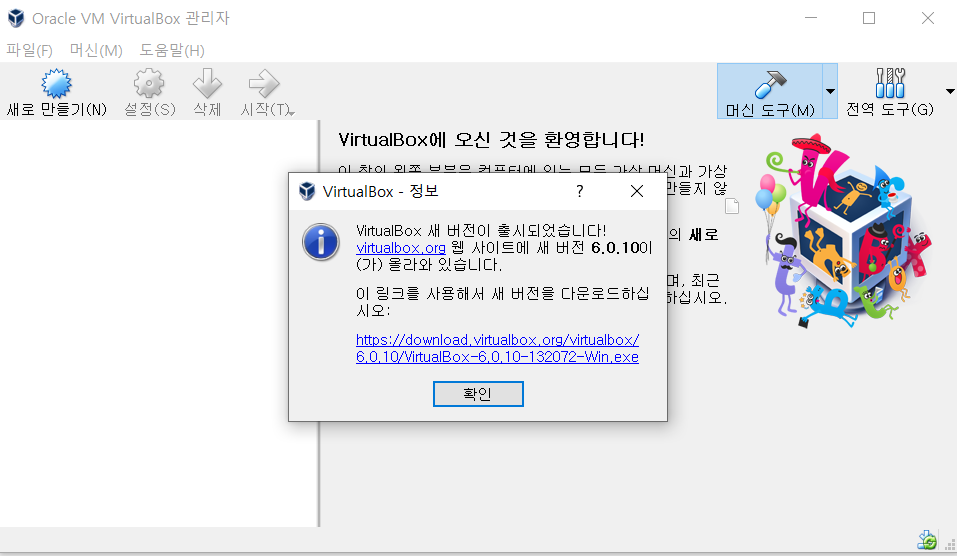 Oracle VM VirtualBox 관리자
파일(F) 머신(M) 도움말(H)
새로 만들기(N) 설정(S) 삭제 시작(T) 머신 도구(M) 전역 도구(G)
VirtualBox에 오신 것을 환영합니다!
이 창의 왼쪽 부분은 컴퓨터에 있는 모든 가상 머신과 가상
만들지 않
의 새로
며, 최근
하십시오.
VirtualBox - 정보 ?
VirtualBox 새 버전이 출시되었습니다!
virtualbox.org 웹 사이트에 새 버전 6.0.10이
(가) 올라와 있습니다.
이 링크를 사용해서 새 버전을 다운로드하십
시오:
https://download.virtualbox.org/virtualbox/
6.0.10/VirtualBox-6.0.10-132072-Win.exe
확인